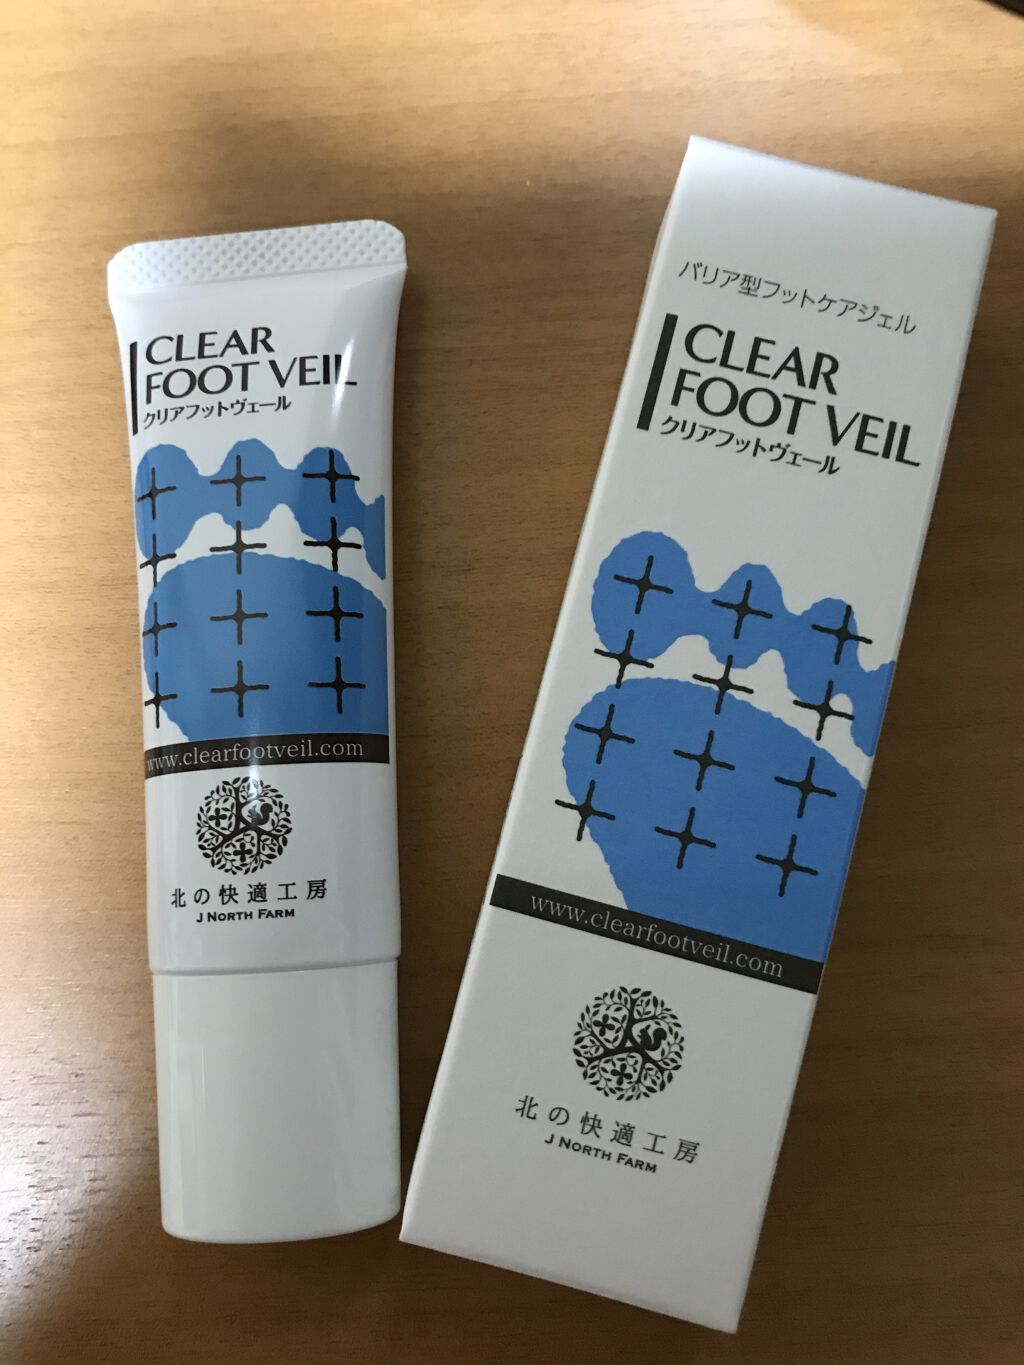 CLEAR
FOOT VEIL
クリアフットヴェール
www.clearfootveil.com
北の快適工房
J NORTH FARM
バリア型フットケアジェル
CLEAR
FOOT VEIL
クリアフットヴェール
www.clearfootveil.com
北の快適工房
J NORTH FARM